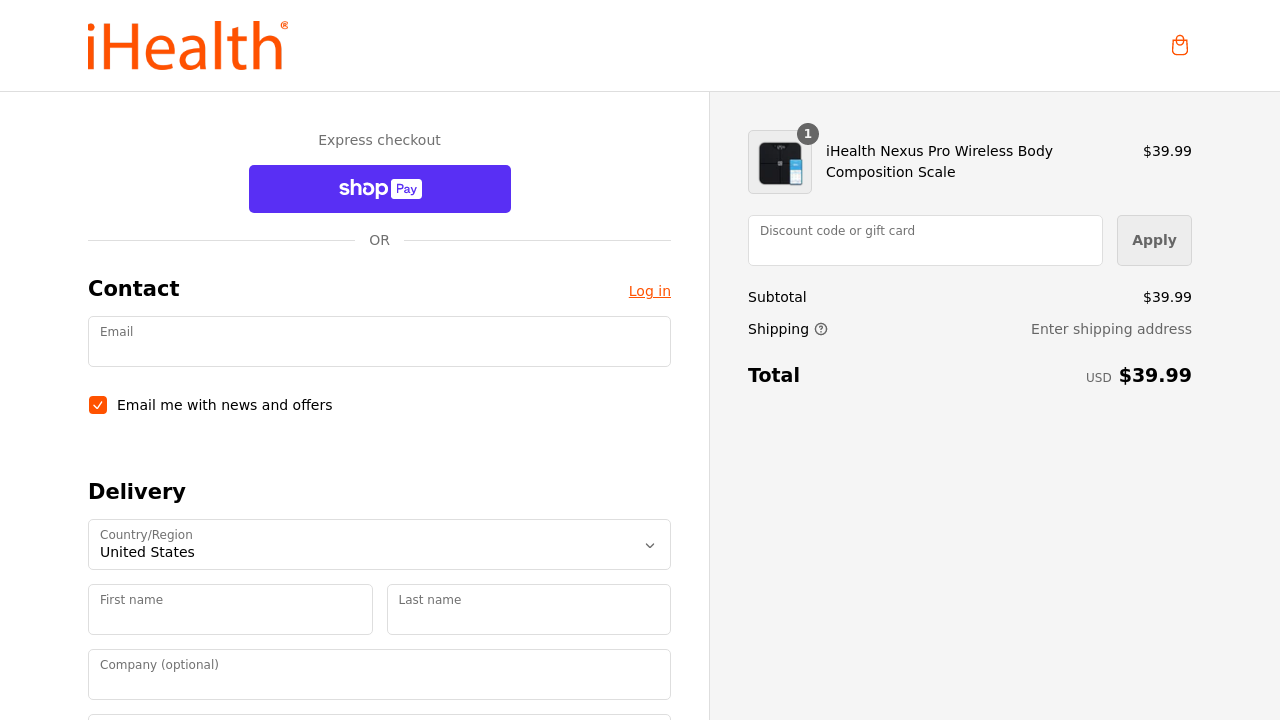 iHealth®
Express checkout
shop Pay
OR
Contact
Log in
Email
Email me with news and offers
Delivery
Country/Region
United States
First name
Last name
Company (optional)
1
iHealth Nexus Pro Wireless Body
Composition Scale
$39.99
Discount code or gift card
Apply
Subtotal
$39.99
Shipping
Enter shipping address
Total
USD $39.99